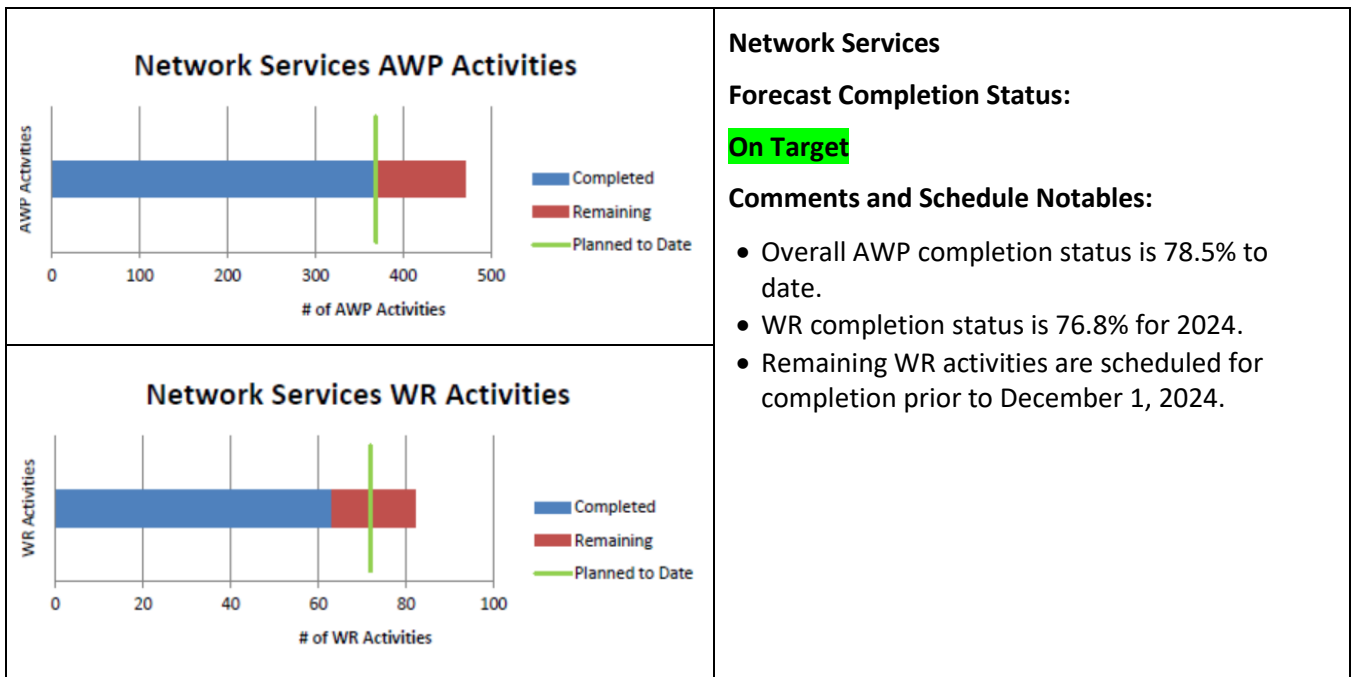 Network Services AWP Activities
AWP Activities
Completed
Remaining
Planned to Date
0 100 200 300 400 500
# of AWP Activities
Network Services WR Activities
WR Activities
Completed
Remaining
Planned to Date
0 20 40 60 80 100
# of WR Activities
Network Services
Forecast Completion Status:
On Target
Comments and Schedule Notables:
• Overall AWP completion status is 78.5% to
date.
• WR completion status is 76.8% for 2024.
• Remaining WR activities are scheduled for
completion prior to December 1, 2024.